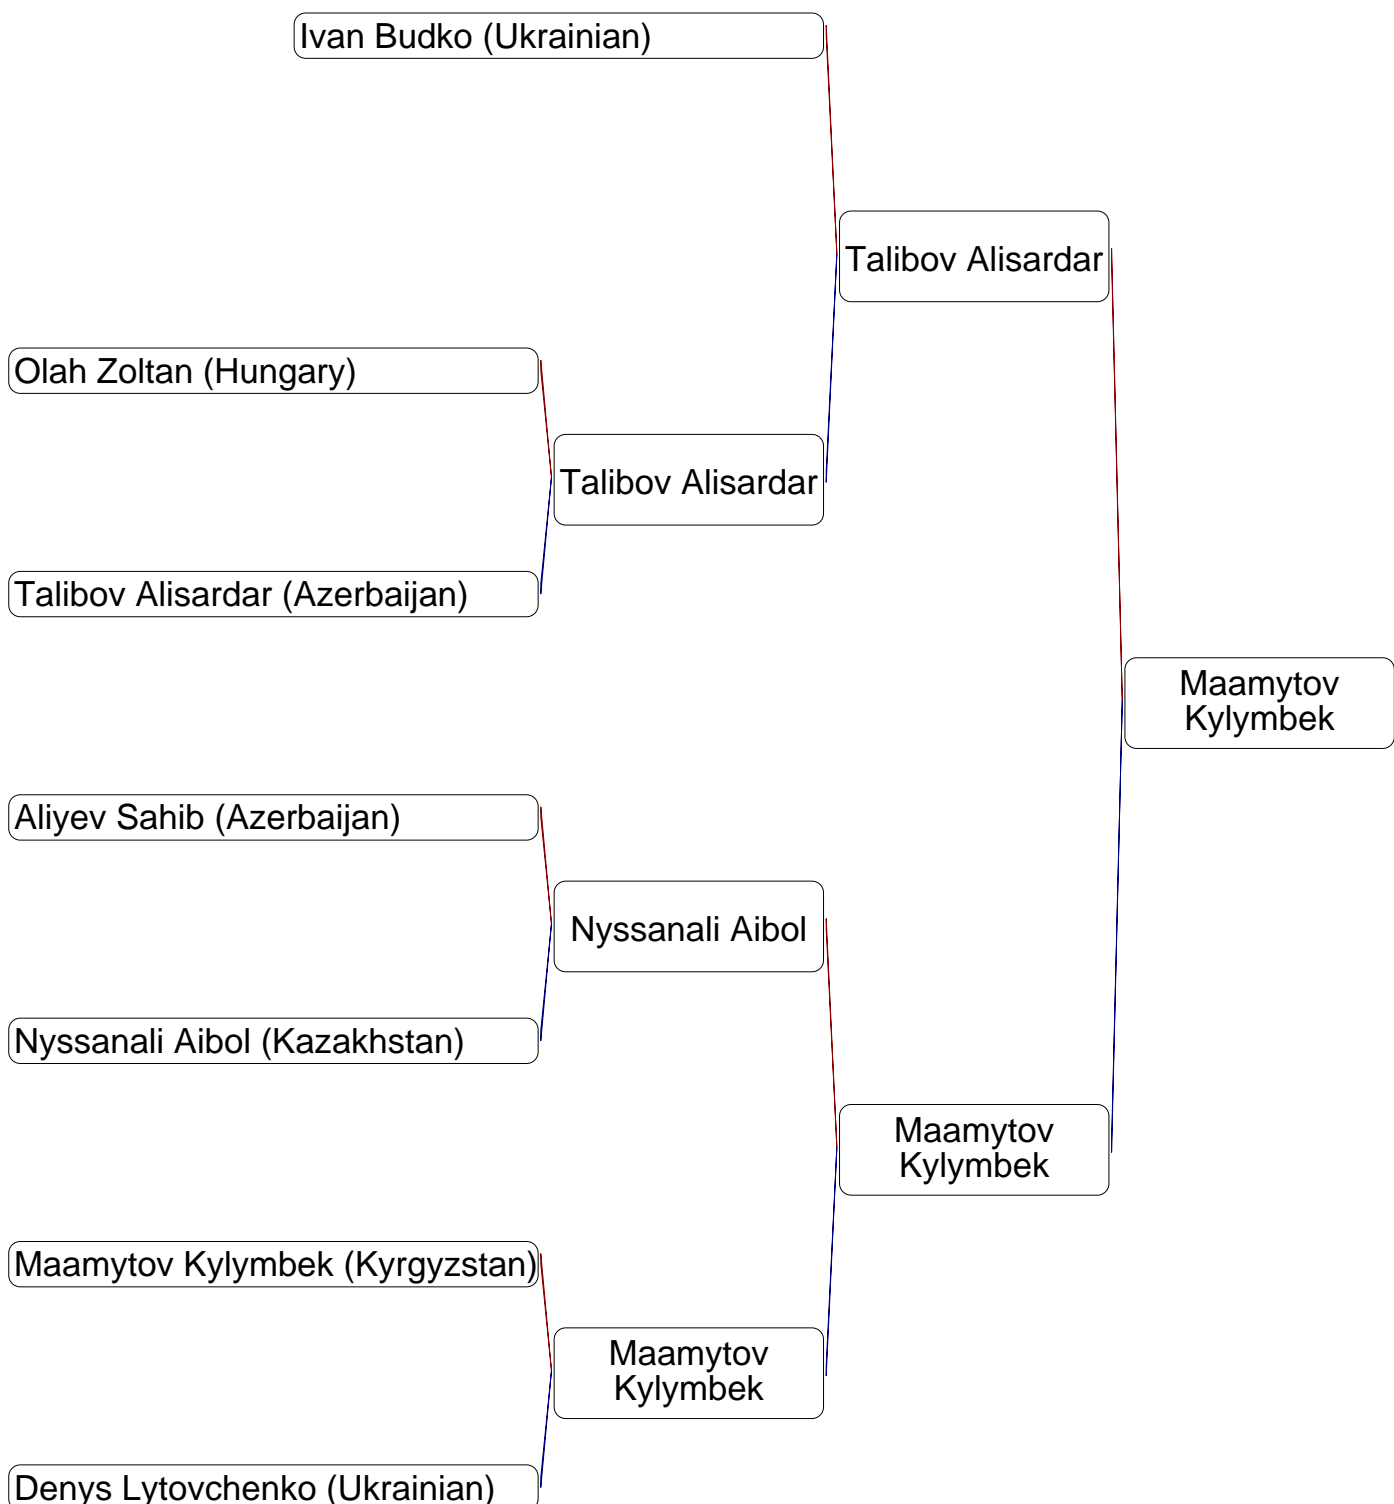 Ivan Budko (Ukrainian)
Talibov Alisardar
Olah Zoltan (Hungary)
Talibov Alisardar
Talibov Alisardar (Azerbaijan)
Maamytov
Kylymbek
Aliyev Sahib (Azerbaijan)
Nyssanali Aibol
Nyssanali Aibol (Kazakhstan)
Maamytov
Kylymbek
Maamytov Kylymbek (Kyrgyzstan)
Maamytov
Kylymbek
Denys Lytovchenko (Ukrainian)